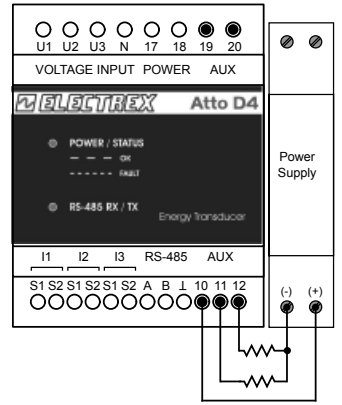 U1 U2 U3 N 17 18 19 20
VOLTAGE INPUT POWER AUX
ELECTREX Atto D4
POWER / STATUS
OK
FAULT
RS-485 RX / TX
Energy Transducer
Power
Supply
I1 I2 I3 RS-485 AUX
S1 S2 S1 S2 S1 S2 A B ⊥ 10 11 12
(-) (+)